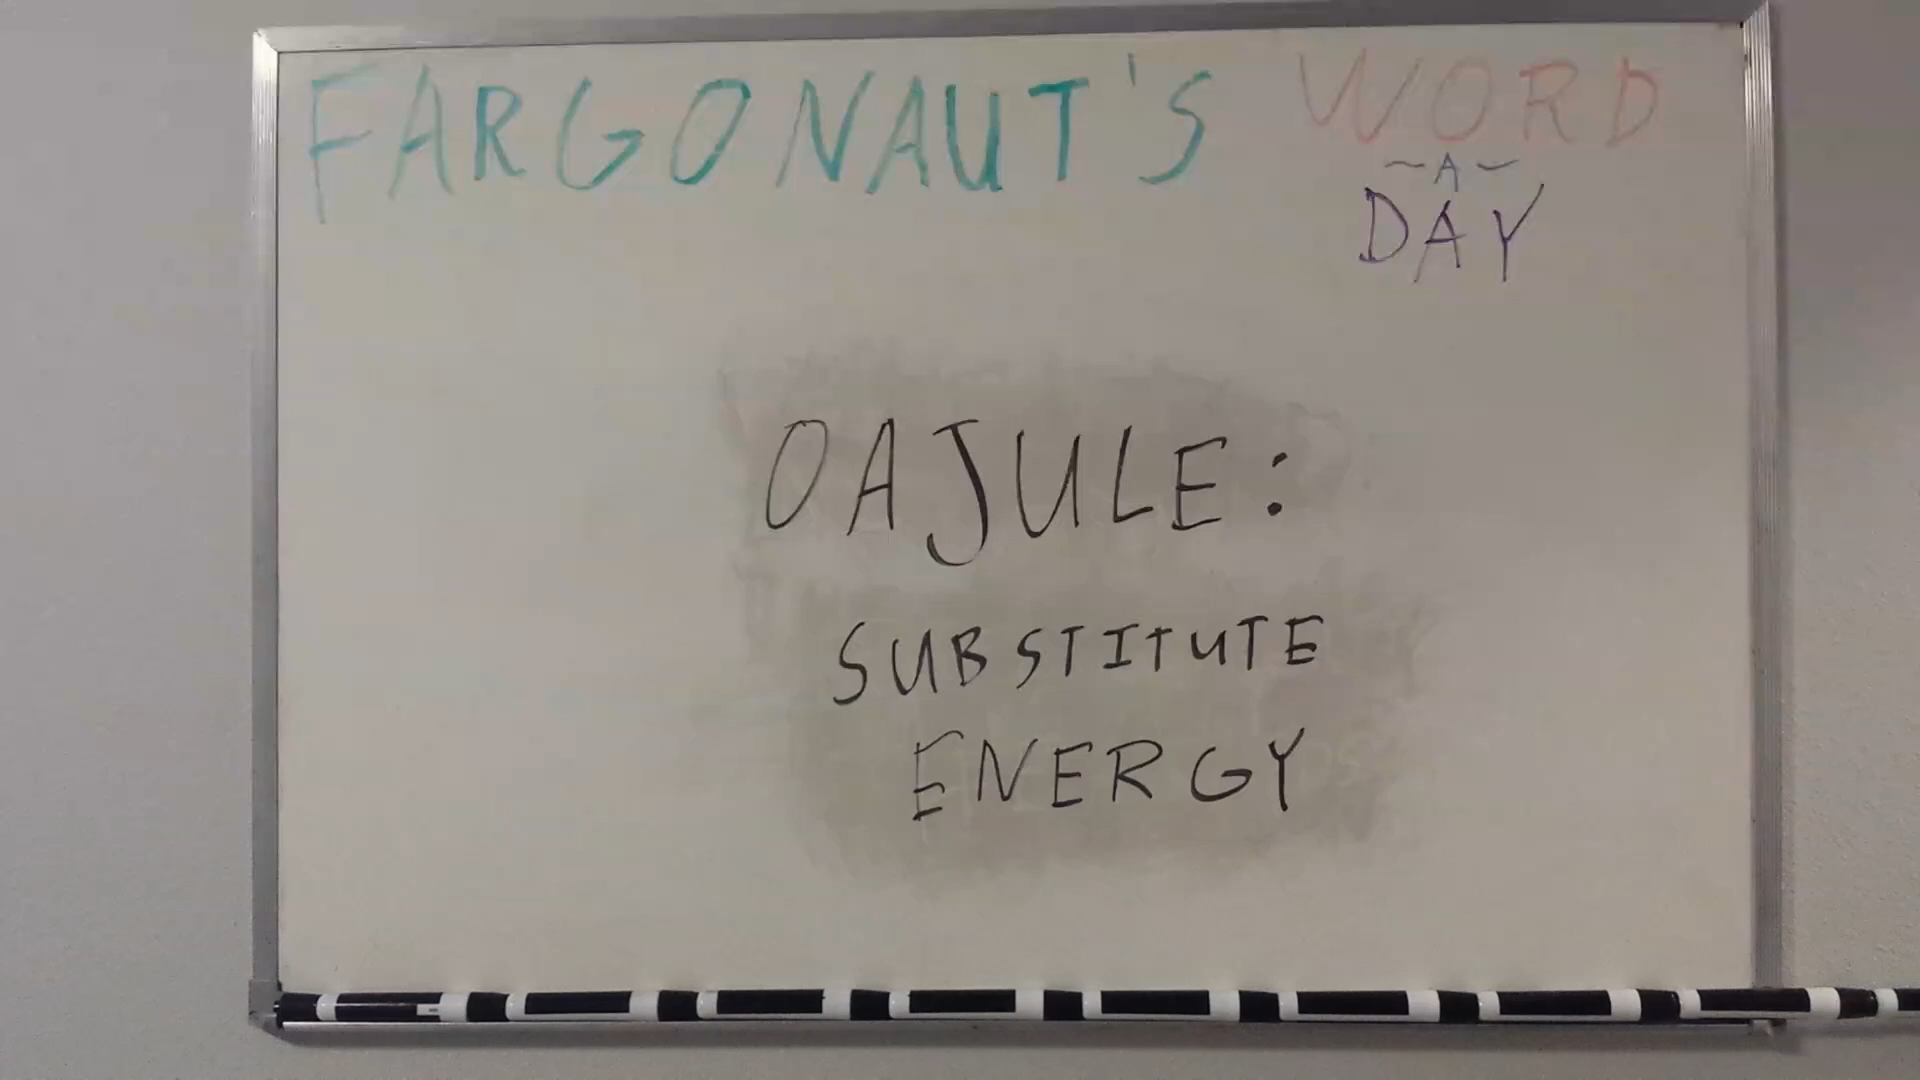 FARGONAUT'S WORD
~A~
DAY
OAJULE:
SUBSTITUTE
ENERGY